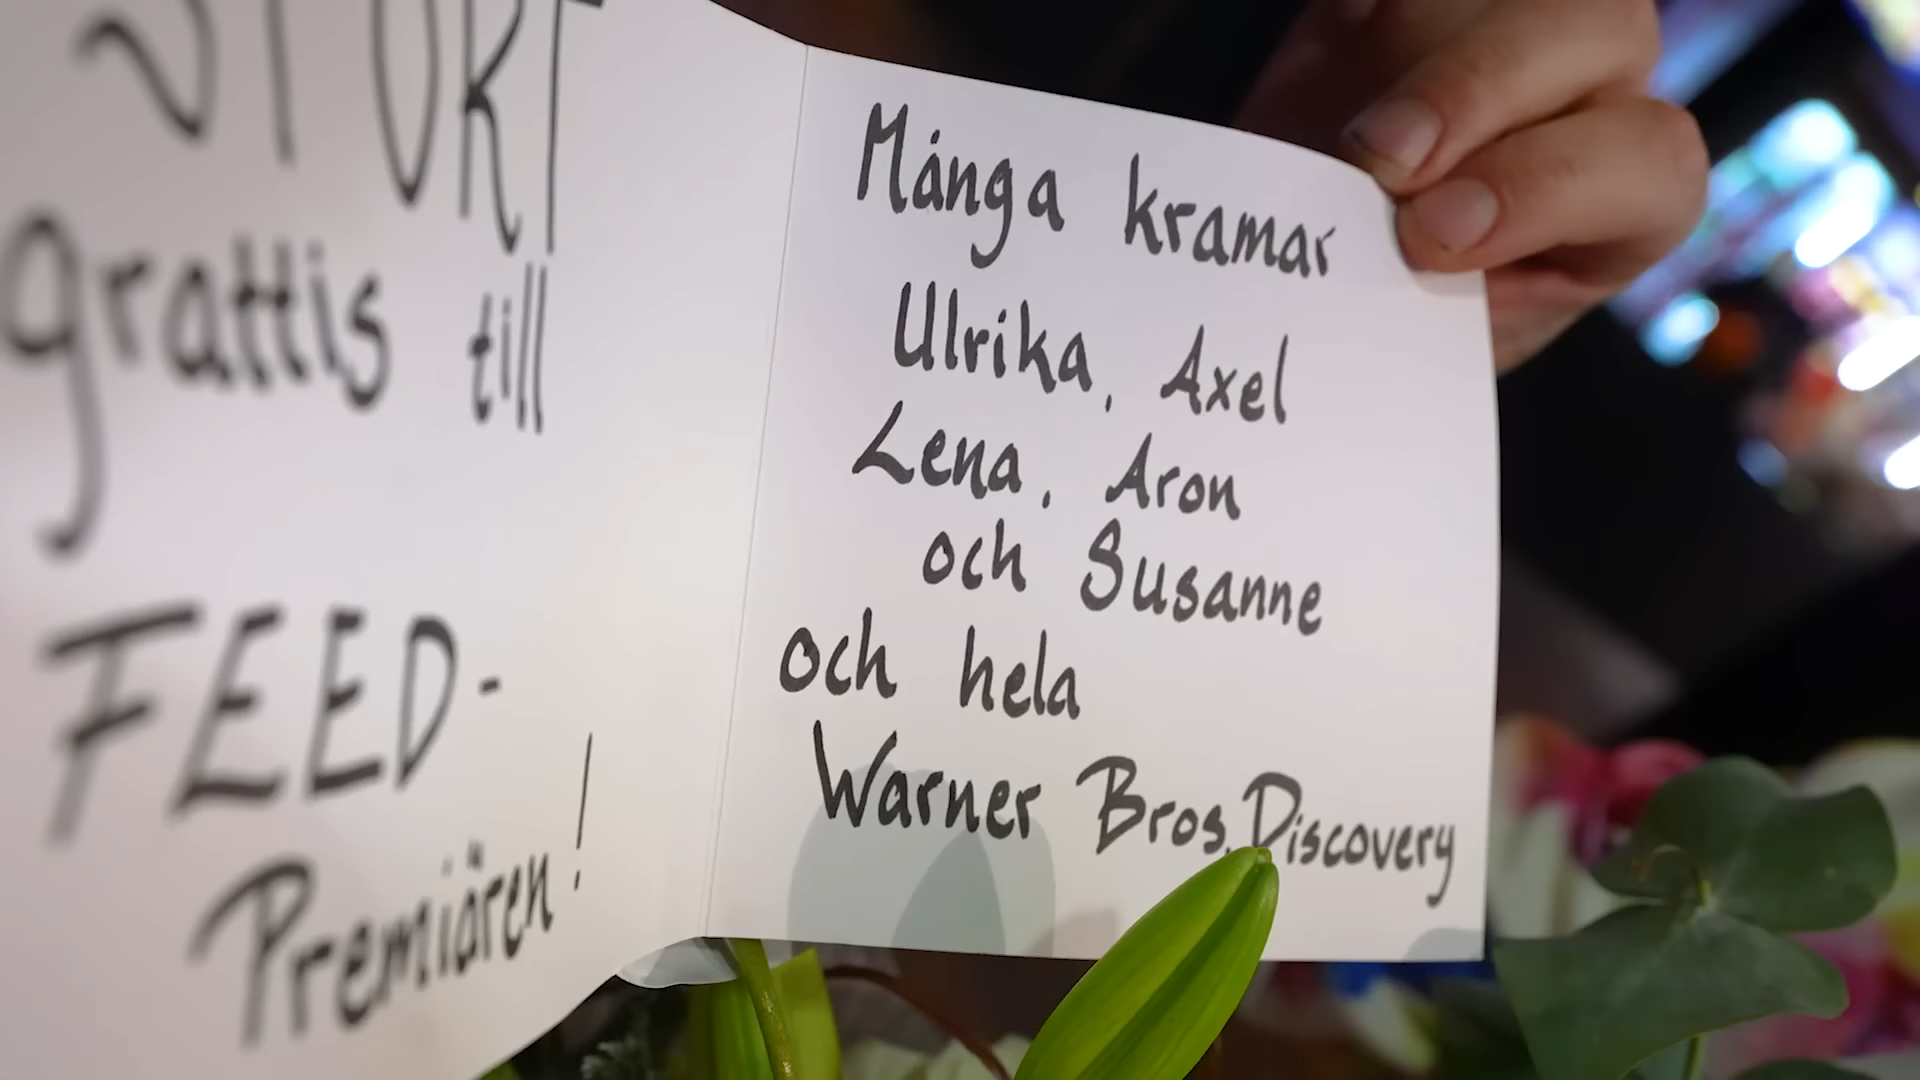 STORT
grattis till
FEED-
Premiären!
Många kramar
Ulrika, Axel
Lena, Aron
och Susanne
och hela
Warner Bros. Discovery